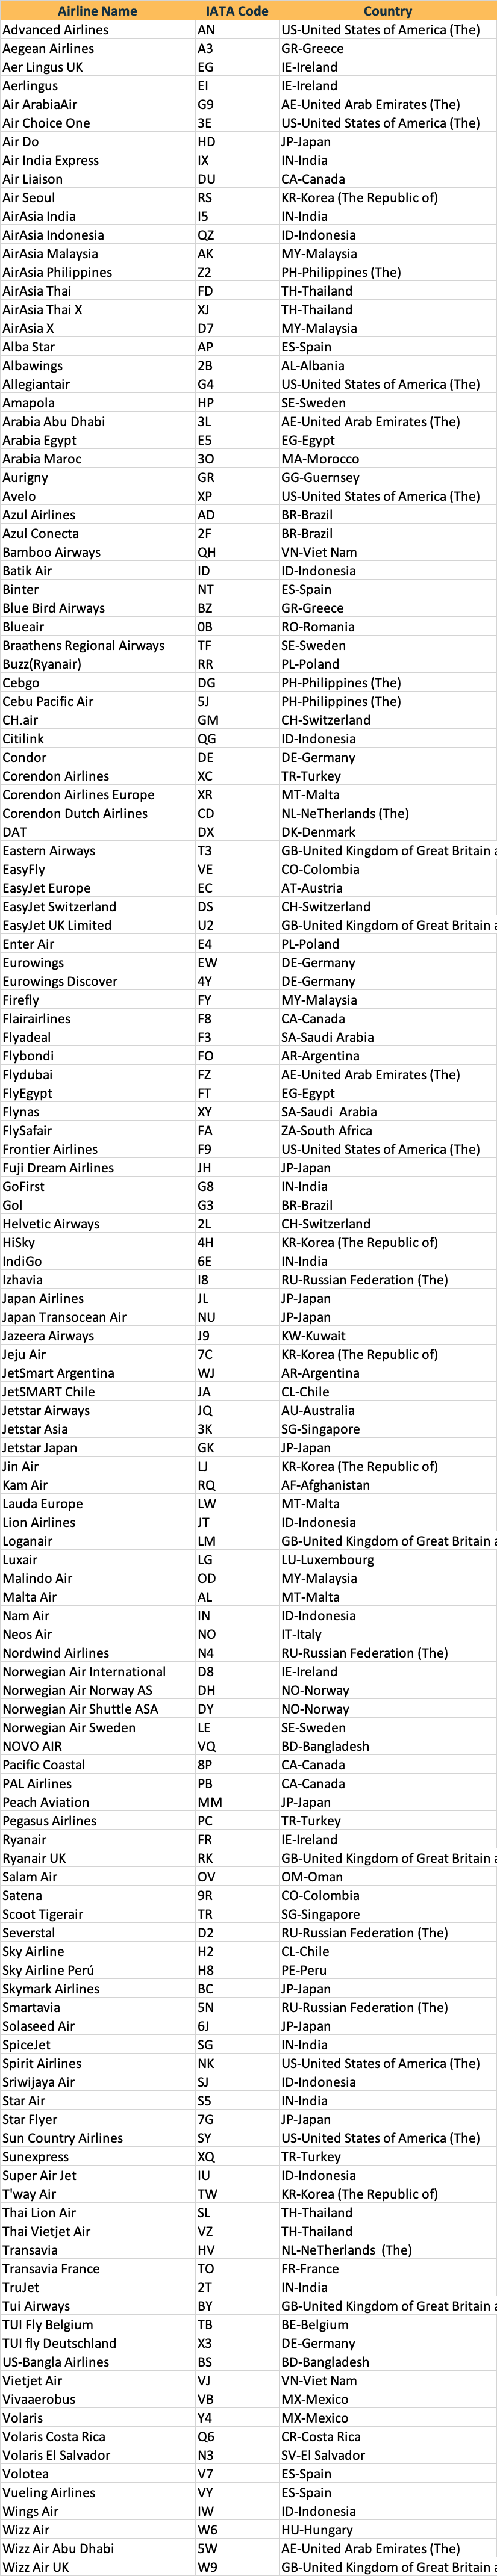 Airline Name IATA Code Country
Advanced Airlines AN US-United States of America (The)
Aegean Airlines A3 GR-Greece
Aer Lingus UK EG IE-Ireland
Aerlingus EI IE-Ireland
Air ArabiaAir G9 AE-United Arab Emirates (The)
Air Choice One 3E US-United States of America (The)
Air Do HD JP-Japan
Air India Express IX IN-India
Air Liaison DU CA-Canada
Air Seoul RS KR-Korea (The Republic of)
AirAsia India I5 IN-India
AirAsia Indonesia QZ ID-Indonesia
AirAsia Malaysia AK MY-Malaysia
AirAsia Philippines Z2 PH-Philippines (The)
AirAsia Thai FD TH-Thailand
AirAsia Thai X XJ TH-Thailand
AirAsia X D7 MY-Malaysia
Alba Star AP ES-Spain
Albawings 2B AL-Albania
Allegiantair G4 US-United States of America (The)
Amapola HP SE-Sweden
Arabia Abu Dhabi 3L AE-United Arab Emirates (The)
Arabia Egypt E5 EG-Egypt
Arabia Maroc 3O MA-Morocco
Aurigny GR GG-Guernsey
Avelo XP US-United States of America (The)
Azul Airlines AD BR-Brazil
Azul Conecta 2F BR-Brazil
Bamboo Airways QH VN-Viet Nam
Batik Air ID ID-Indonesia
Binter NT ES-Spain
Blue Bird Airways BZ GR-Greece
Blueair 0B RO-Romania
Braathens Regional Airways TF SE-Sweden
Buzz(Ryanair) RR PL-Poland
Cebgo DG PH-Philippines (The)
Cebu Pacific Air 5J PH-Philippines (The)
CH.air GM CH-Switzerland
Citilink QG ID-Indonesia
Condor DE DE-Germany
Corendon Airlines XC TR-Turkey
Corendon Airlines Europe XR MT-Malta
Corendon Dutch Airlines CD NL-NeTherlands (The)
DAT DX DK-Denmark
Eastern Airways T3 GB-United Kingdom of Great Britain a
EasyFly VE CO-Colombia
EasyJet Europe EC AT-Austria
EasyJet Switzerland DS CH-Switzerland
EasyJet UK Limited U2 GB-United Kingdom of Great Britain a
Enter Air E4 PL-Poland
Eurowings EW DE-Germany
Eurowings Discover 4Y DE-Germany
Firefly FY MY-Malaysia
Flairairlines F8 CA-Canada
Flyadeal F3 SA-Saudi Arabia
Flybondi FO AR-Argentina
Flydubai FZ AE-United Arab Emirates (The)
FlyEgypt FT EG-Egypt
Flynas XY SA-Saudi Arabia
FlySafair FA ZA-South Africa
Frontier Airlines F9 US-United States of America (The)
Fuji Dream Airlines JH JP-Japan
GoFirst G8 IN-India
Gol G3 BR-Brazil
Helvetic Airways 2L CH-Switzerland
HiSky 4H KR-Korea (The Republic of)
IndiGo 6E IN-India
Izhavia I8 RU-Russian Federation (The)
Japan Airlines JL JP-Japan
Japan Transocean Air NU JP-Japan
Jazeera Airways J9 KW-Kuwait
Jeju Air 7C KR-Korea (The Republic of)
JetSmart Argentina WJ AR-Argentina
JetSMART Chile JA CL-Chile
Jetstar Airways JQ AU-Australia
Jetstar Asia 3K SG-Singapore
Jetstar Japan GK JP-Japan
Jin Air LJ KR-Korea (The Republic of)
Kam Air RQ AF-Afghanistan
Lauda Europe LW MT-Malta
Lion Airlines JT ID-Indonesia
Loganair LM GB-United Kingdom of Great Britain a
Luxair LG LU-Luxembourg
Malindo Air OD MY-Malaysia
Malta Air AL MT-Malta
Nam Air IN ID-Indonesia
Neos Air NO IT-Italy
Nordwind Airlines N4 RU-Russian Federation (The)
Norwegian Air International D8 IE-Ireland
Norwegian Air Norway AS DH NO-Norway
Norwegian Air Shuttle ASA DY NO-Norway
Norwegian Air Sweden LE SE-Sweden
NOVO AIR VQ BD-Bangladesh
Pacific Coastal 8P CA-Canada
PAL Airlines PB CA-Canada
Peach Aviation MM JP-Japan
Pegasus Airlines PC TR-Turkey
Ryanair FR IE-Ireland
Ryanair UK RK GB-United Kingdom of Great Britain a
Salam Air OV OM-Oman
Satena 9R CO-Colombia
Scoot Tigerair TR SG-Singapore
Severstal D2 RU-Russian Federation (The)
Sky Airline H2 CL-Chile
Sky Airline Perú H8 PE-Peru
Skymark Airlines BC JP-Japan
Smartavia 5N RU-Russian Federation (The)
Solaseed Air 6J JP-Japan
SpiceJet SG IN-India
Spirit Airlines NK US-United States of America (The)
Sriwijaya Air SJ ID-Indonesia
Star Air S5 IN-India
Star Flyer 7G JP-Japan
Sun Country Airlines SY US-United States of America (The)
Sunexpress XQ TR-Turkey
Super Air Jet IU ID-Indonesia
T'way Air TW KR-Korea (The Republic of)
Thai Lion Air SL TH-Thailand
Thai Vietjet Air VZ TH-Thailand
Transavia HV NL-NeTherlands (The)
Transavia France TO FR-France
TruJet 2T IN-India
Tui Airways BY GB-United Kingdom of Great Britain a
TUI Fly Belgium TB BE-Belgium
TUI fly Deutschland X3 DE-Germany
US-Bangla Airlines BS BD-Bangladesh
Vietjet Air VJ VN-Viet Nam
Vivaaerobus VB MX-Mexico
Volaris Y4 MX-Mexico
Volaris Costa Rica Q6 CR-Costa Rica
Volaris El Salvador N3 SV-El Salvador
Volotea V7 ES-Spain
Vueling Airlines VY ES-Spain
Wings Air IW ID-Indonesia
Wizz Air W6 HU-Hungary
Wizz Air Abu Dhabi 5W AE-United Arab Emirates (The)
Wizz Air UK W9 GB-United Kingdom of Great Britain a